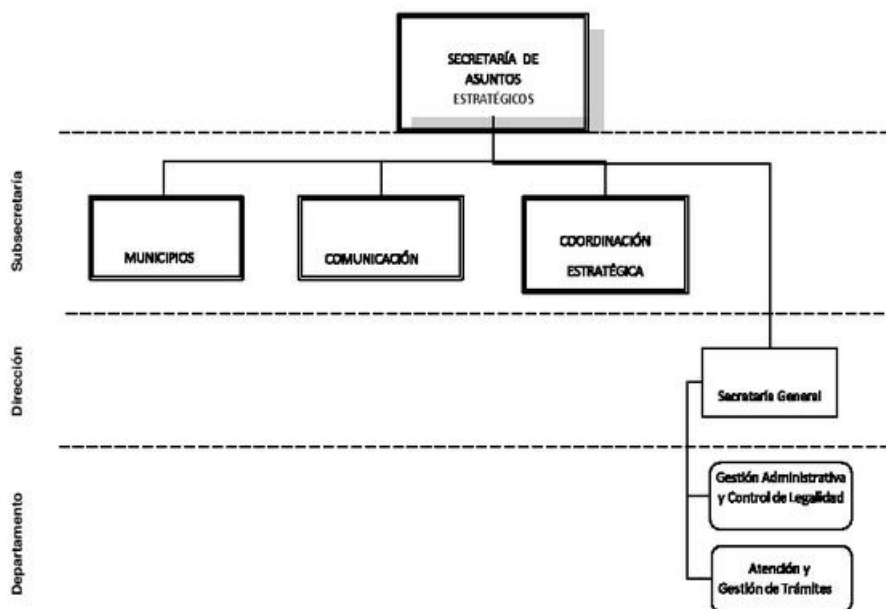 SECRETARÍA DE
ASUNTOS
ESTRATÉGICOS
Subsecretaría
MUNICIPIOS
COMUNICACIÓN
COORDINACIÓN
ESTRATÉGICA
Dirección
Secretaría General
Departamento
Gestión Administrativa
y Control de Legalidad
Atención y
Gestión de Trámites